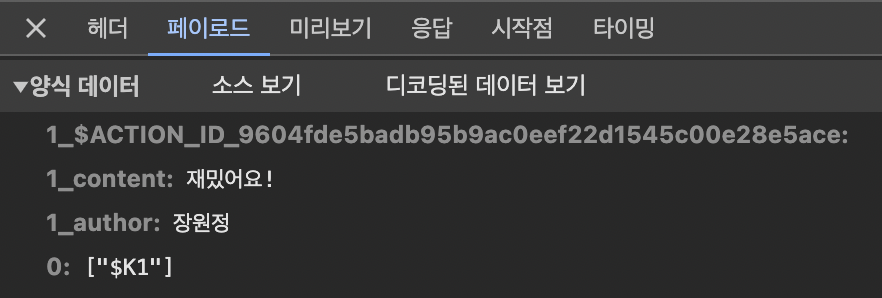 헤더 페이로드 미리보기 응답 시작점 타이밍
▼양식 데이터 소스 보기 디코딩된 데이터 보기
1_$ACTION_ID_9604fde5badb95b9ac0eef22d1545c00e28e5ace:
1_content: 재밌어요!
1_author: 장원정
0: ["$K1"]